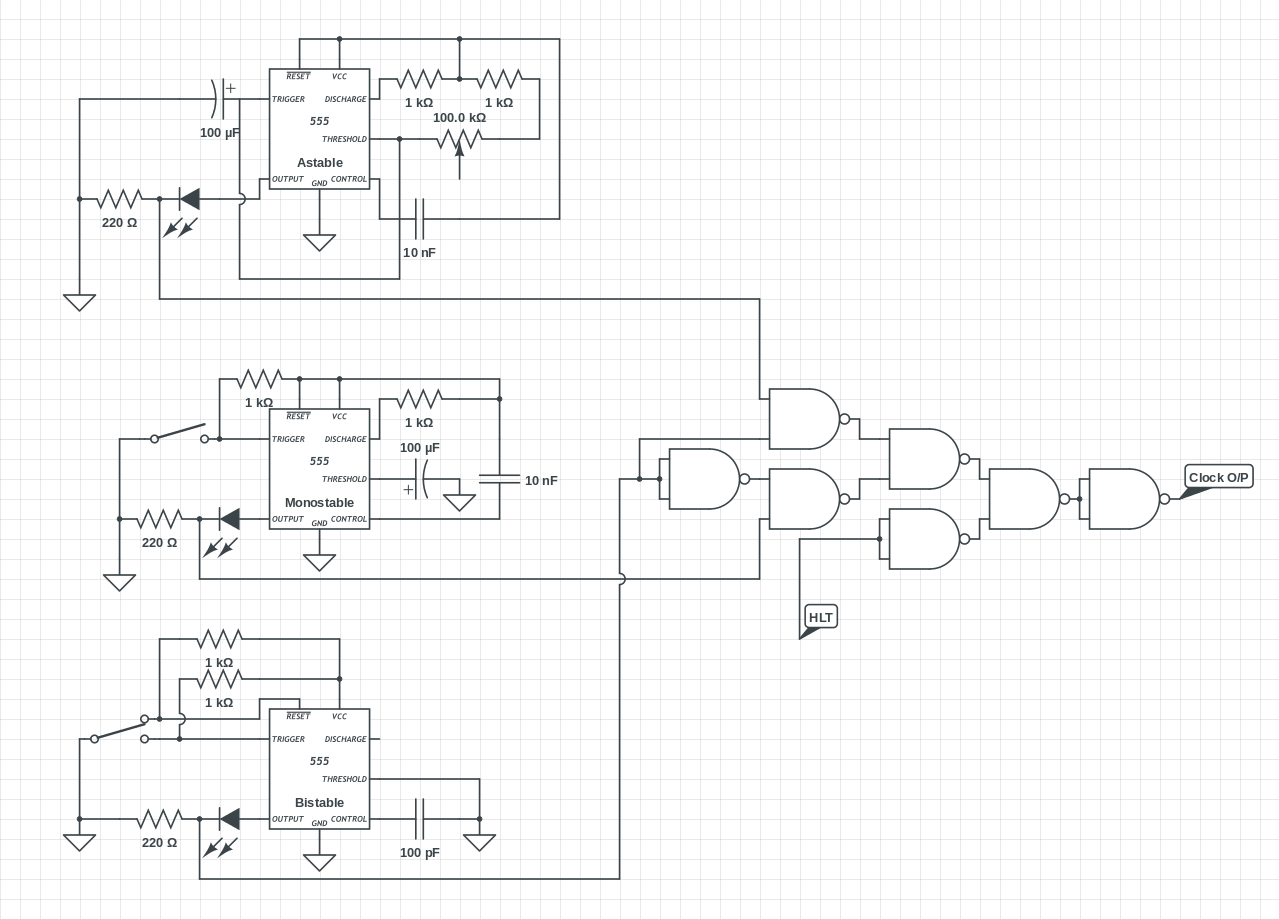 RESET VCC
+
TRIGGER DISCHARGE
1 kΩ 1 kΩ
100.0 kΩ
100 µF
555
THRESHOLD
Astable
OUTPUT GND CONTROL
220 Ω
10 nF
1 kΩ
RESET VCC
1 kΩ
TRIGGER DISCHARGE
100 µF
555
THRESHOLD
10 nF
+
Monostable
OUTPUT GND CONTROL
220 Ω
Clock O/P
HLT
1 kΩ
1 kΩ
RESET VCC
TRIGGER DISCHARGE
555
THRESHOLD
Bistable
OUTPUT GND CONTROL
220 Ω
100 pF